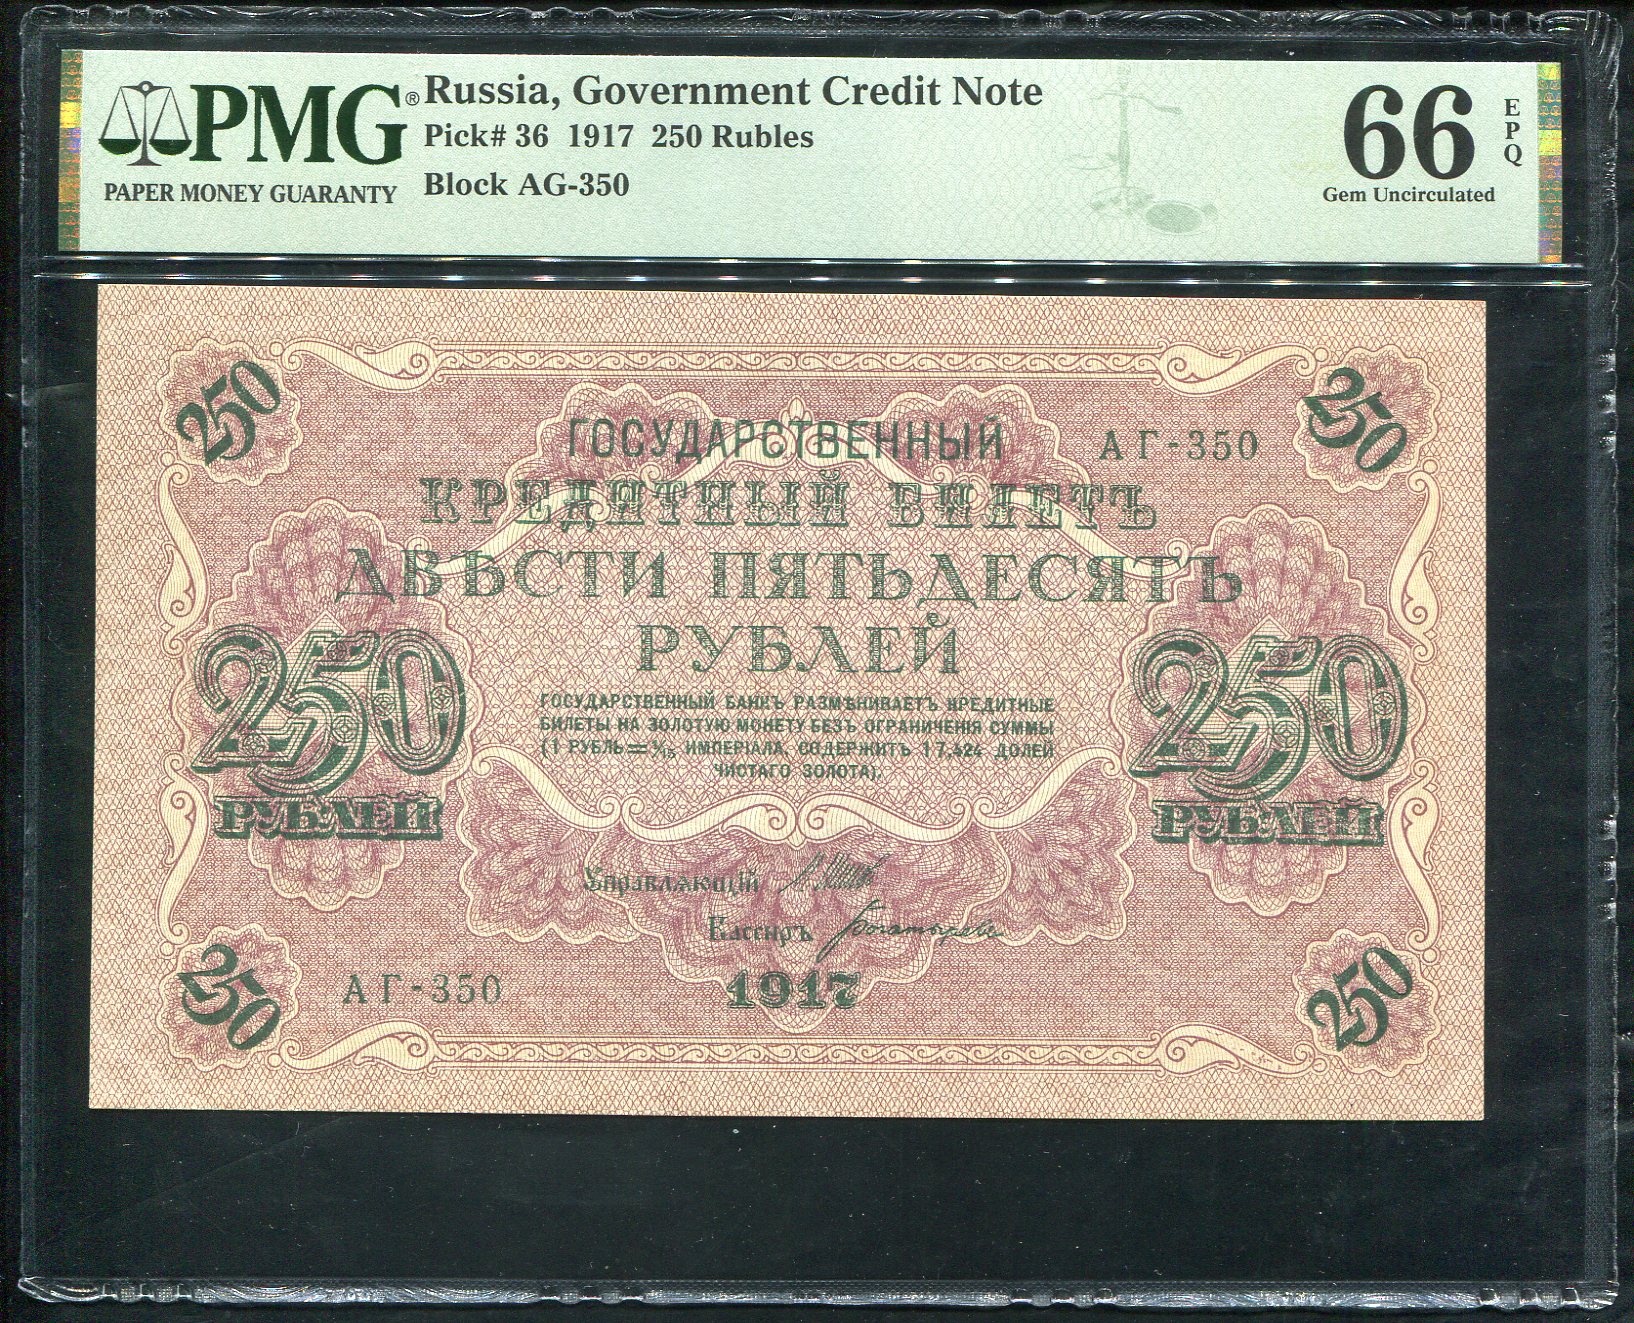 PMG®
PAPER MONEY GUARANTY
Russia, Government Credit Note
Pick# 36 1917 250 Rubles
Block AG-350
66
EPQ
Gem Uncirculated
250
250
ГОСУДАРСТВЕННЫЙ
АГ-350
КРЕДИТНЫЙ БИЛЕТЪ
ДВѢСТИ ПЯТЬДЕСЯТЪ
РУБЛЕЙ
250
РУБЛЕЙ
250
РУБЛЕЙ
ГОСУДАРСТВЕННЫЙ БАНКЪ РАЗМѢНИВАЕТЪ КРЕДИТНЫЕ
БИЛЕТЫ НА ЗОЛОТУЮ МОНЕТУ БЕЗЪ ОГРАНИЧЕНІЯ СУММЫ
(1 РУБЛЬ = 1/15 ИМПЕРІАЛА, СОДЕРЖИТЪ 17,424 ДОЛЕЙ
ЧИСТАГО ЗОЛОТА).
Управляющій
Кассиръ
250
АГ-350
1917
250